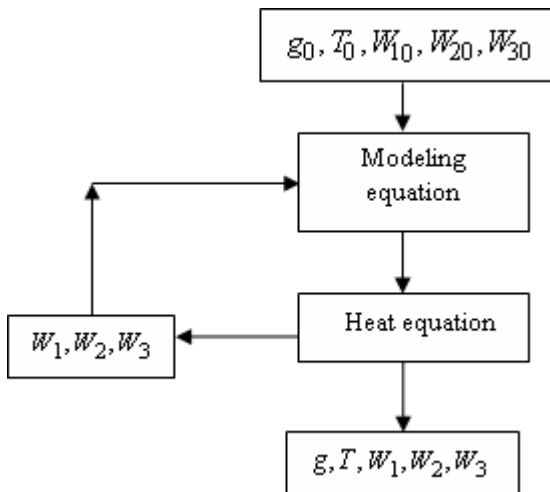 g₀, T₀, W₁₀, W₂₀, W₃₀
Modeling
equation
Heat equation
W₁, W₂, W₃
g, T, W₁, W₂, W₃